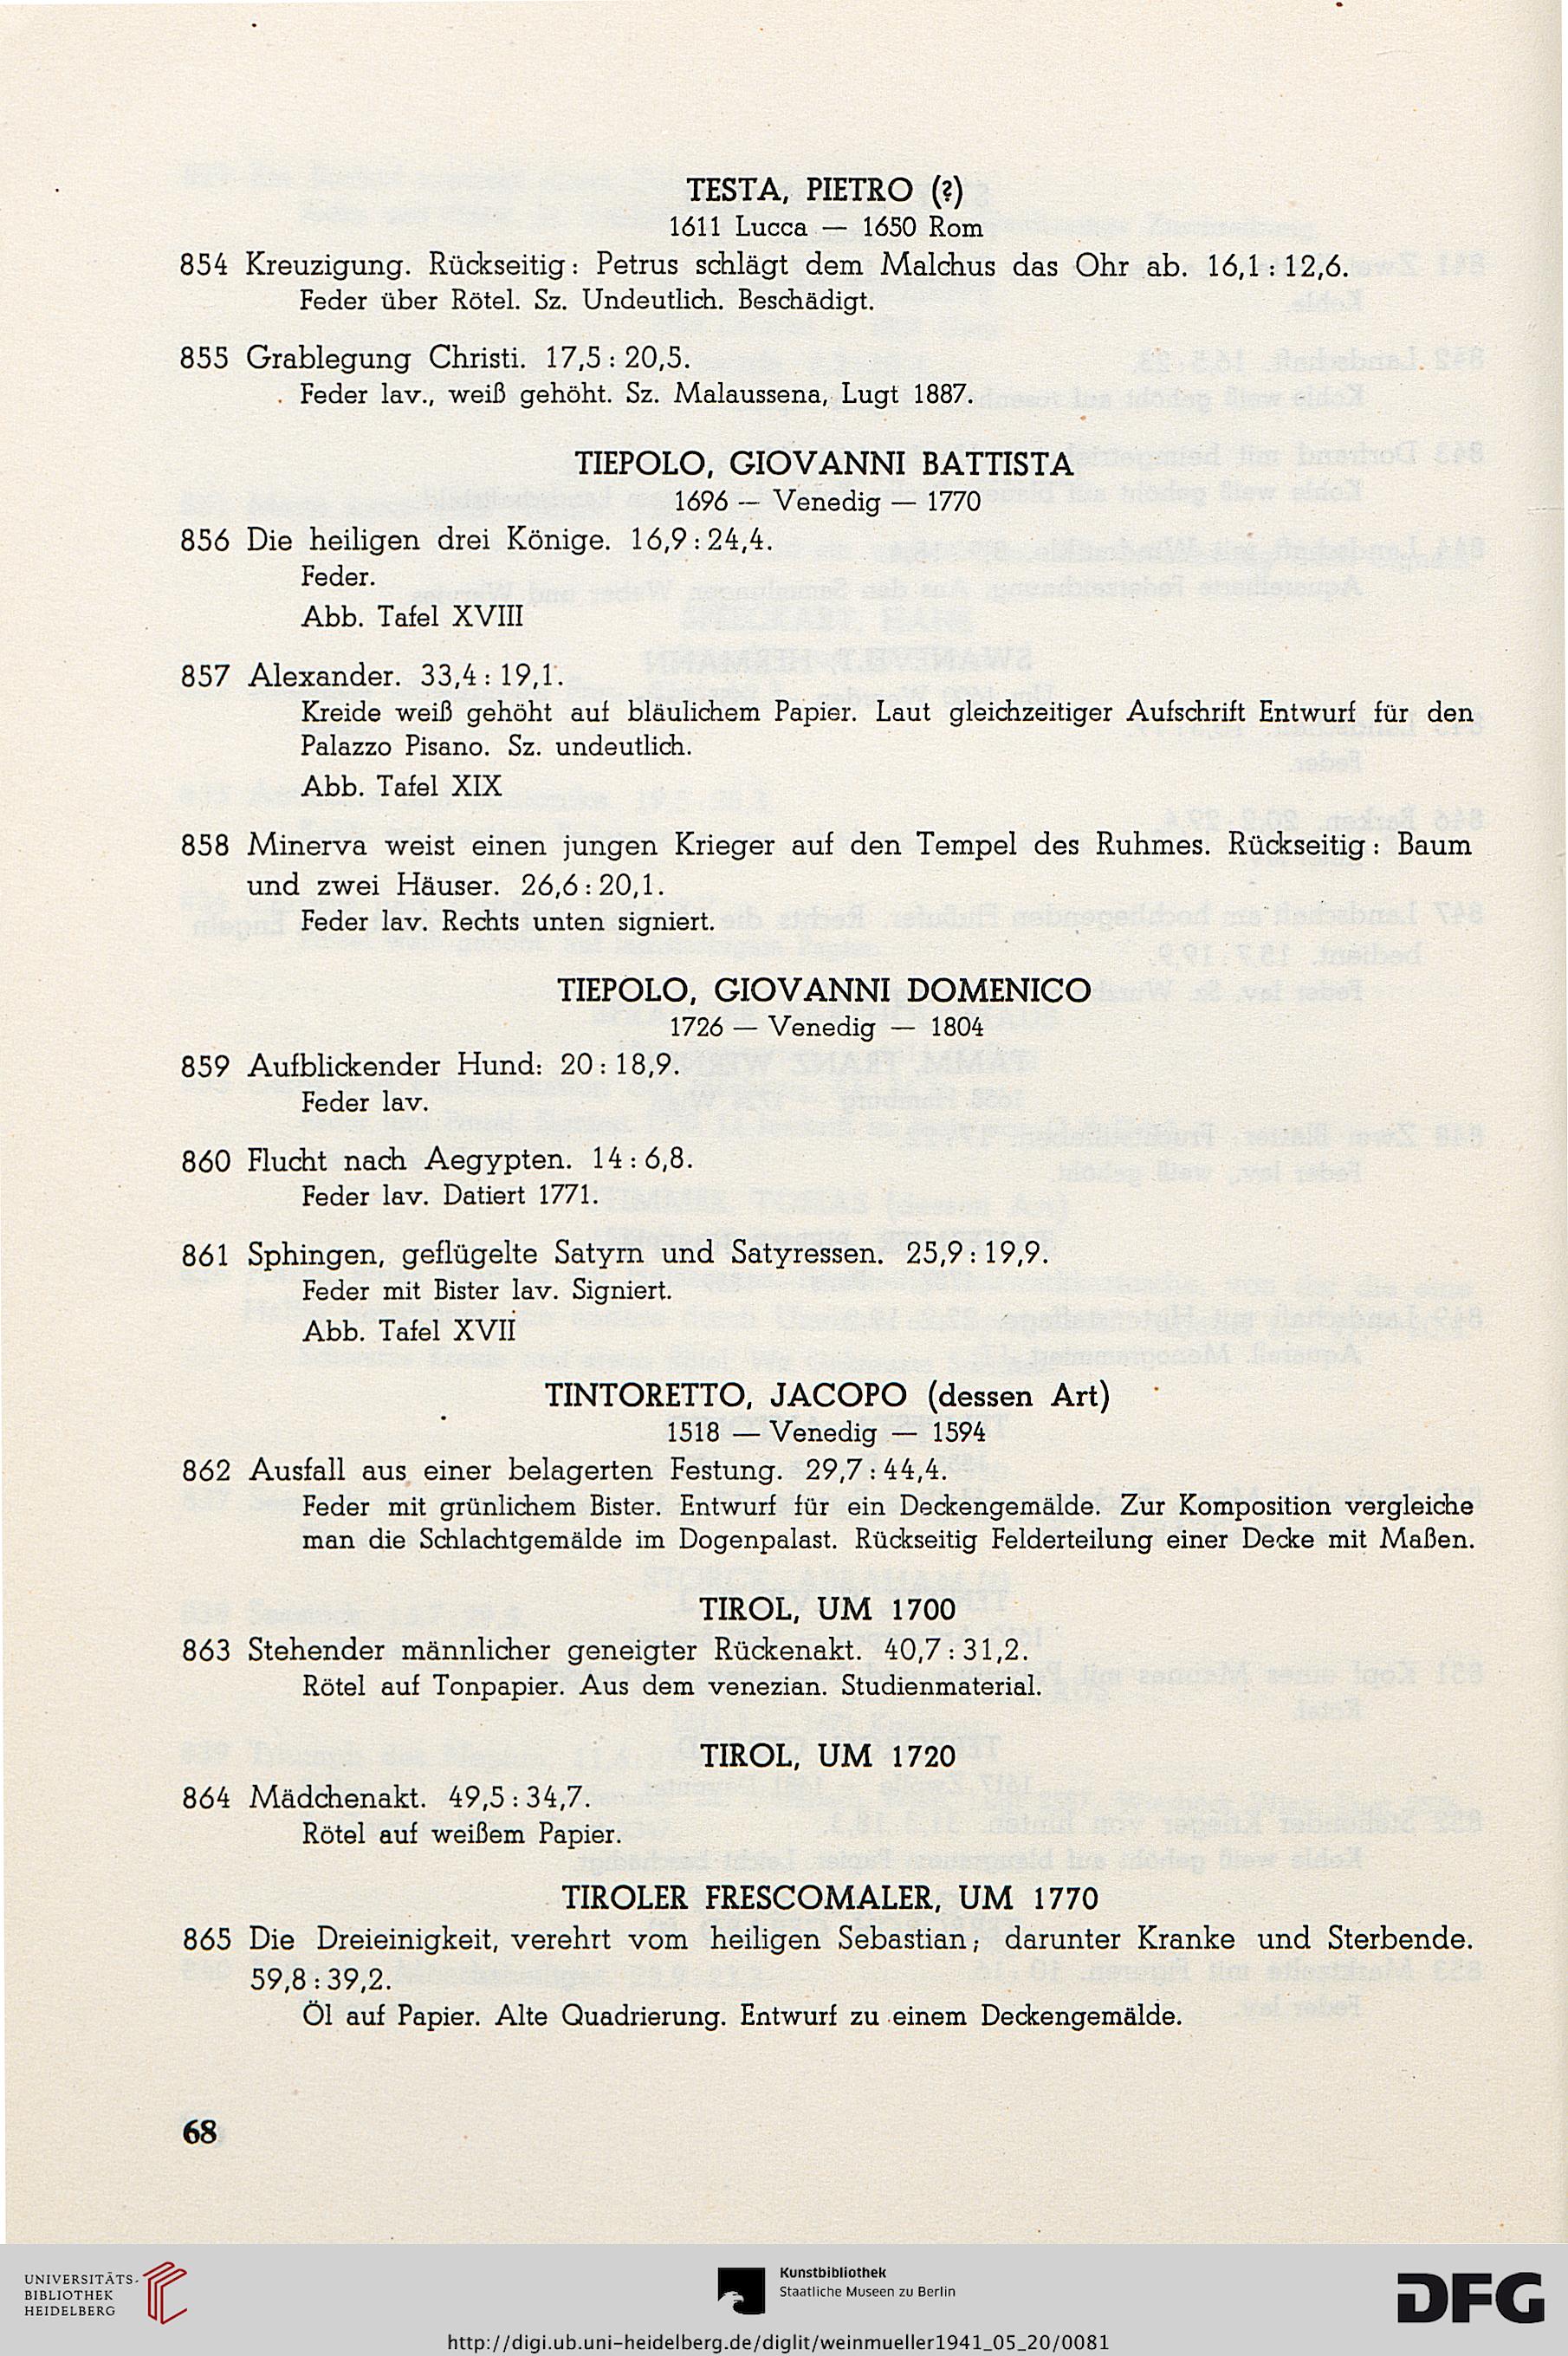 TESTA, PIETRO (?)
1611 Lucca — 1650 Rom
854 Kreuzigung. Rückseitig: Petrus schlägt dem Malchus das Ohr ab. 16,1 : 12,6.
Feder über Rötel. Sz. Undeutlich. Beschädigt.
855 Grablegung Christi. 17,5 : 20,5.
Feder lav., weiß gehöht. Sz. Malaussena, Lugt 1887.
TIEPOLO, GIOVANNI BATTISTA
1696 — Venedig — 1770
856 Die heiligen drei Könige. 16,9 : 24,4.
Feder.
Abb. Tafel XVIII
857 Alexander. 33,4 : 19,1.
Kreide weiß gehöht auf bläulichem Papier. Laut gleichzeitiger Aufschrift Entwurf für den
Palazzo Pisano. Sz. undeutlich.
Abb. Tafel XIX
858 Minerva weist einen jungen Krieger auf den Tempel des Ruhmes. Rückseitig: Baum
und zwei Häuser. 26,6 : 20,1.
Feder lav. Rechts unten signiert.
TIEPOLO, GIOVANNI DOMENICO
1726 — Venedig — 1804
859 Aufblickender Hund: 20 : 18,9.
Feder lav.
860 Flucht nach Aegypten. 14 : 6,8.
Feder lav. Datiert 1771.
861 Sphingen, geflügelte Satyrn und Satyressen. 25,9 : 19,9.
Feder mit Bister lav. Signiert.
Abb. Tafel XVII
TINTORETTO, JACOPO (dessen Art)
1518 — Venedig — 1594
862 Ausfall aus einer belagerten Festung. 29,7 : 44,4.
Feder mit grünlichem Bister. Entwurf für ein Deckengemälde. Zur Komposition vergleiche
man die Schlachtgemälde im Dogenpalast. Rückseitig Felderteilung einer Decke mit Maßen.
TIROL, UM 1700
863 Stehender männlicher geneigter Rückenakt. 40,7 : 31,2.
Rötel auf Tonpapier. Aus dem venezian. Studienmaterial.
TIROL, UM 1720
864 Mädchenakt. 49,5 : 34,7.
Rötel auf weißem Papier.
TIROLER FRESCOMALER, UM 1770
865 Die Dreieinigkeit, verehrt vom heiligen Sebastian; darunter Kranke und Sterbende.
59,8 : 39,2.
Öl auf Papier. Alte Quadrierung. Entwurf zu einem Deckengemälde.
68
UNIVERSITÄTS-
BIBLIOTHEK
HEIDELBERG
Kunstbibliothek
Staatliche Museen zu Berlin
DFG
http://digi.ub.uni-heidelberg.de/diglit/weinmueller1941_05_20/0081